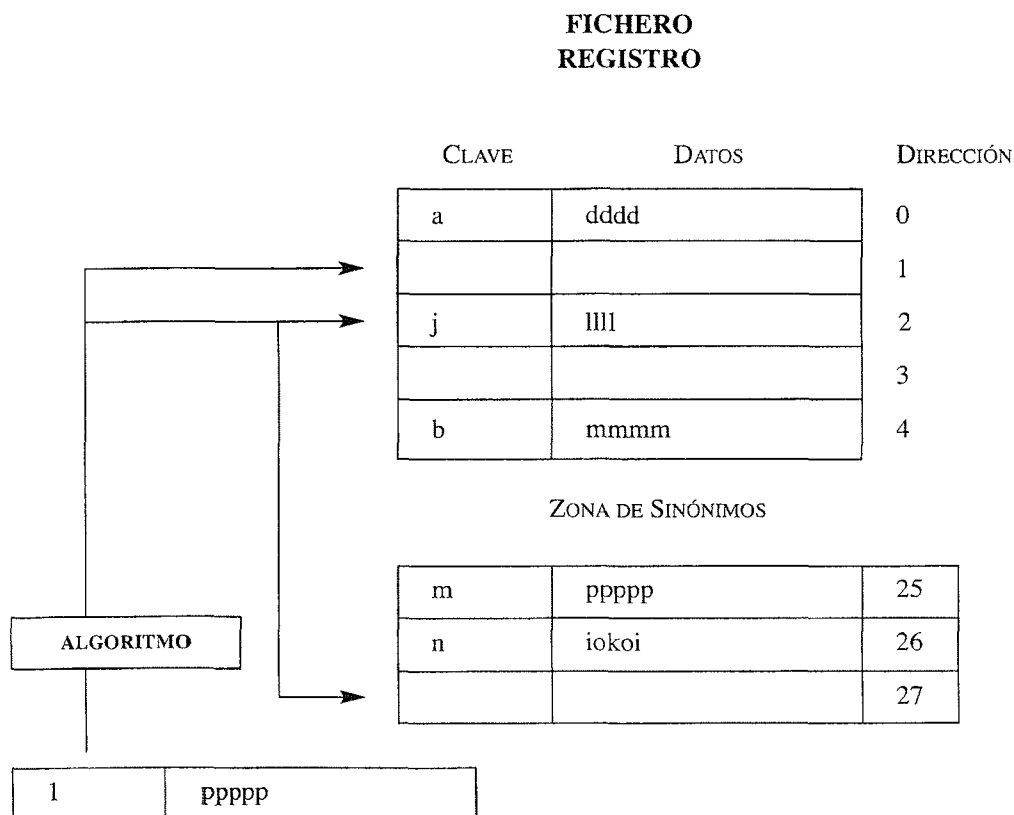 FICHERO
REGISTRO
CLAVE DATOS DIRECCIÓN
a dddd 0
1
j llll 2
3
b mmmm 4
ZONA DE SINÓNIMOS
m ppppp 25
n iokoi 26
27
ALGORITMO
1 ppppp